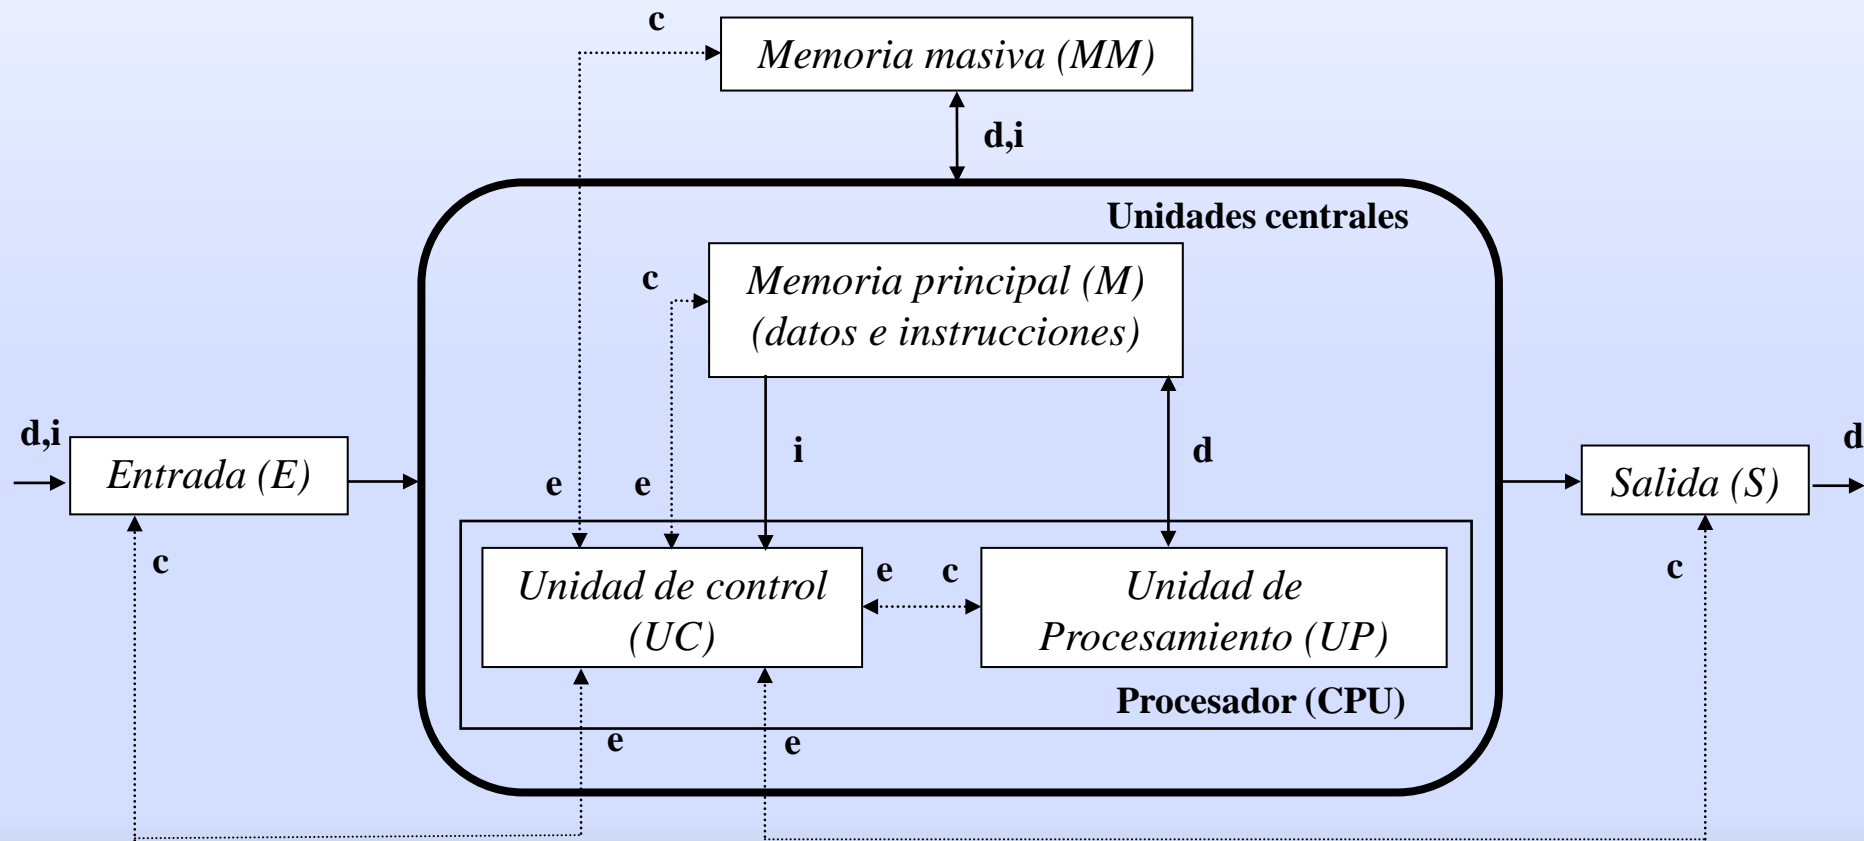 c
Memoria masiva (MM)
d,i
Unidades centrales
c
Memoria principal (M)
(datos e instrucciones)
d,i
Entrada (E)
c
e
e
i
d
Unidad de control
(UC)
e
c
Unidad de
Procesamiento (UP)
Procesador (CPU)
e
e
Salida (S)
d
c